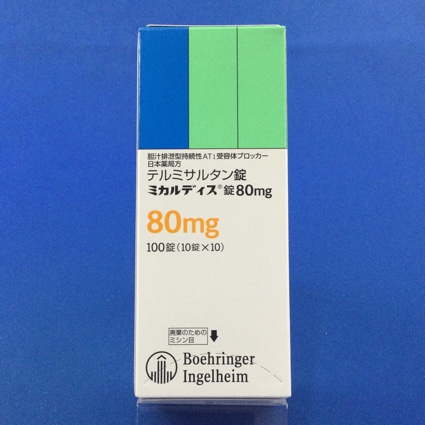 胆汁排泄型持続性AT₁受容体ブロッカー
日本薬局方
テルミサルタン錠
ミカルディス®錠80mg
80mg
100錠(10錠×10)
廃棄のための
ミシン目
Boehringer
Ingelheim